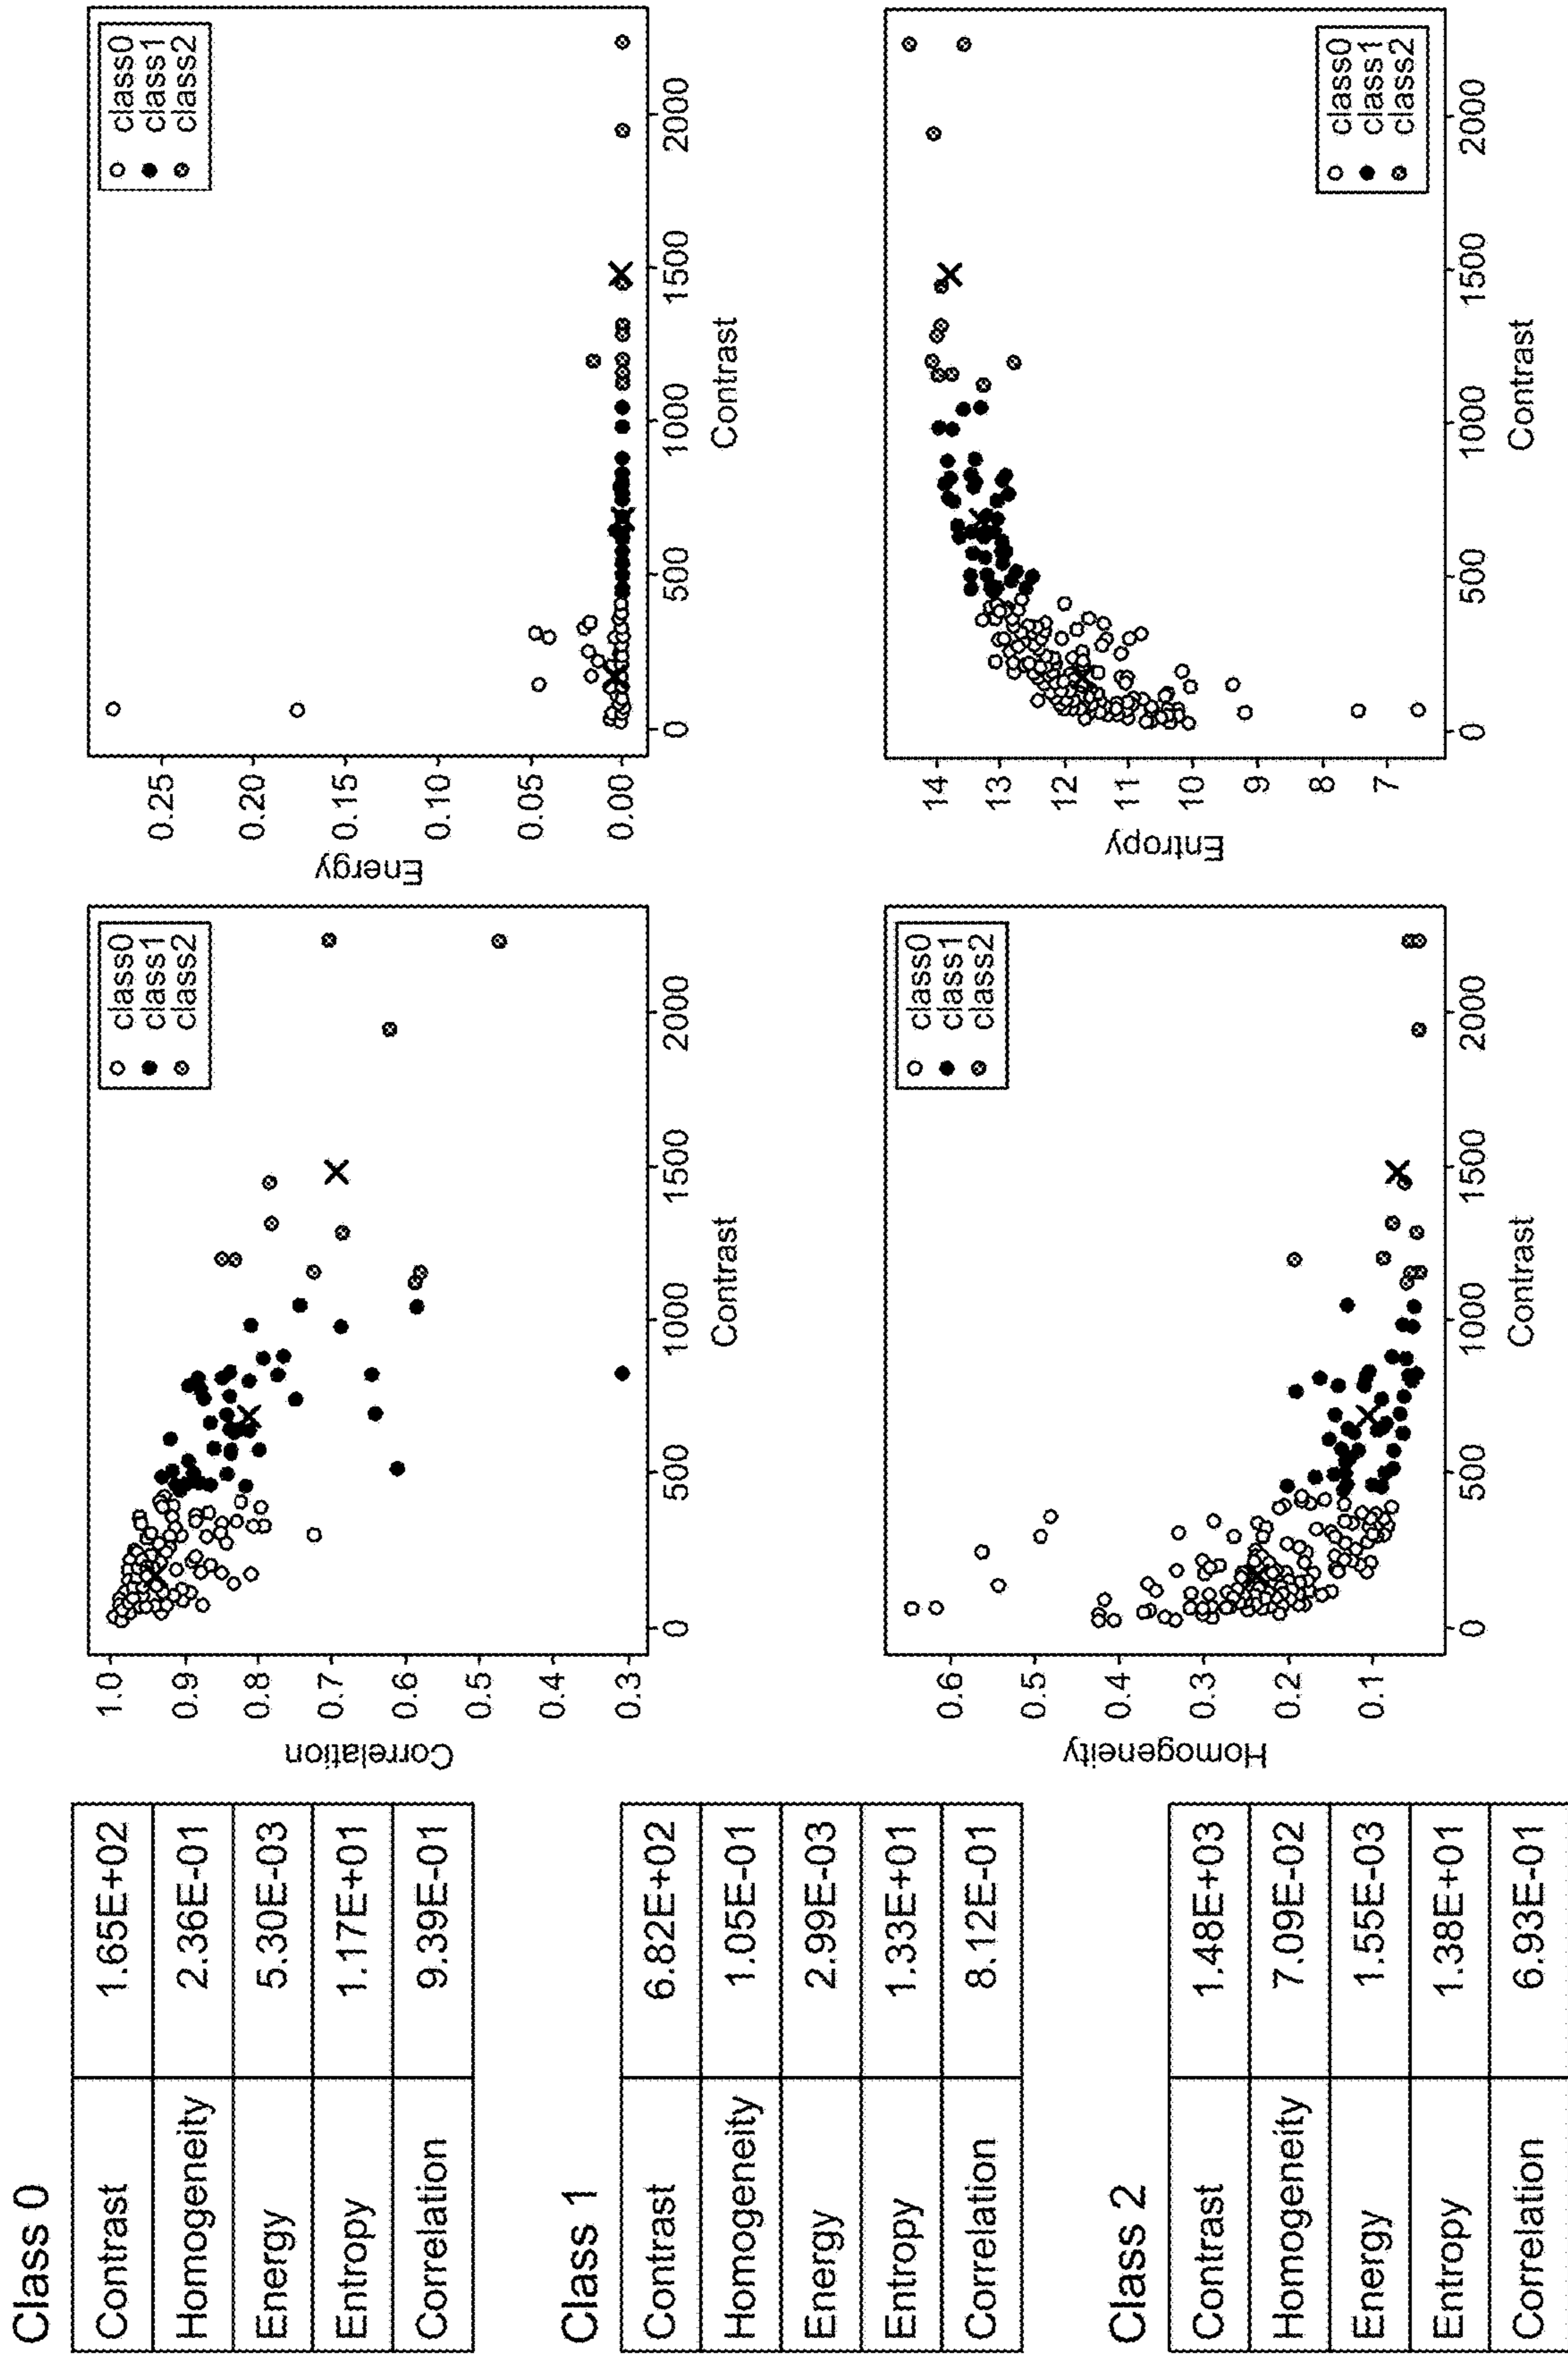 Class 0
Contrast 1.65E+02
Homogeneity 2.36E-01
Energy 5.30E-03
Entropy 1.17E+01
Correlation 9.39E-01
Class 1
Contrast 6.82E+02
Homogeneity 1.05E-01
Energy 2.99E-03
Entropy 1.33E+01
Correlation 8.12E-01
Class 2
Contrast 1.48E+03
Homogeneity 7.09E-02
Energy 1.55E-03
Entropy 1.38E+01
Correlation 6.93E-01
Correlation
1.0
0.9
0.8
0.7
0.6
0.5
0.4
0.3
0 500 1000 1500 2000
Contrast
class0
class1
class2
Energy
0.25
0.20
0.15
0.10
0.05
0.00
0 500 1000 1500 2000
Contrast
class0
class1
class2
Homogeneity
0.6
0.5
0.4
0.3
0.2
0.1
0 500 1000 1500 2000
Contrast
class0
class1
class2
Entropy
14
13
12
11
10
9
8
7
0 500 1000 1500 2000
Contrast
class0
class1
class2